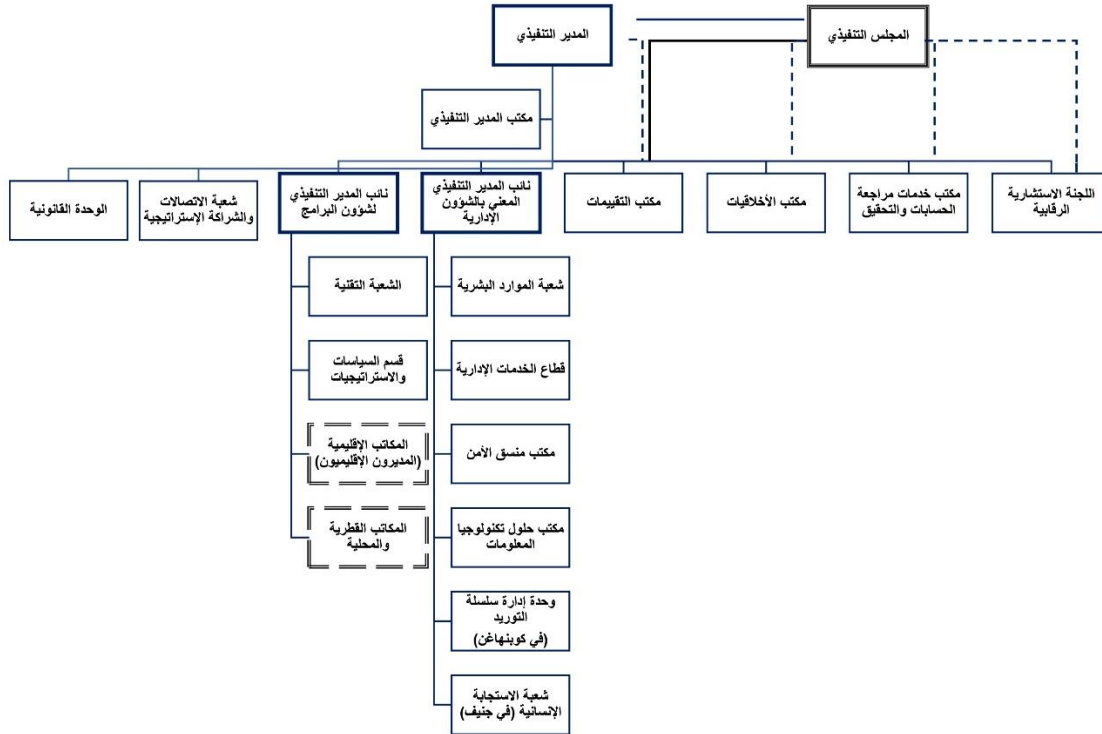 المجلس التنفيذي
المدير التنفيذي
مكتب المدير التنفيذي
اللجنة الاستشارية
الرقابية
مكتب خدمات مراجعة
الحسابات والتحقيق
مكتب الأخلاقيات
مكتب التقييمات
نائب المدير التنفيذي
المعني بالشؤون
الإدارية
نائب المدير التنفيذي
لشؤون البرامج
شعبة الاتصالات
والشراكة الإستراتيجية
الوحدة القانونية
شعبة الموارد البشرية
قطاع الخدمات الإدارية
مكتب منسق الأمن
مكتب حلول تكنولوجيا
المعلومات
وحدة إدارة سلسلة
التوريد
(في كوبنهاغن)
شعبة الاستجابة
الإنسانية (في جنيف)
الشعبة التقنية
قسم السياسات
والاستراتيجيات
المكاتب الإقليمية
(المديرون الإقليميون)
المكاتب القطرية
والمحلية